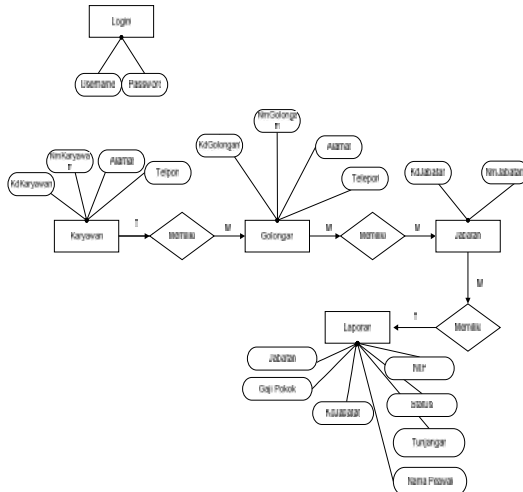 Login
Username
Password
NmGolongan
NmKaryawan
Alamat
KdGolongan
Alamat
KdKaryawan
Telpon
Telepon
KdJabatan
NmJabatan
Karyawan
1
Memiliki
M
Golongan
M
Memiliki
M
Jabatan
M
Laporan
1
Memiliki
Jabatan
NIP
Gaji Pokok
KdJabatan
Status
Tunjangan
Nama Pegawai